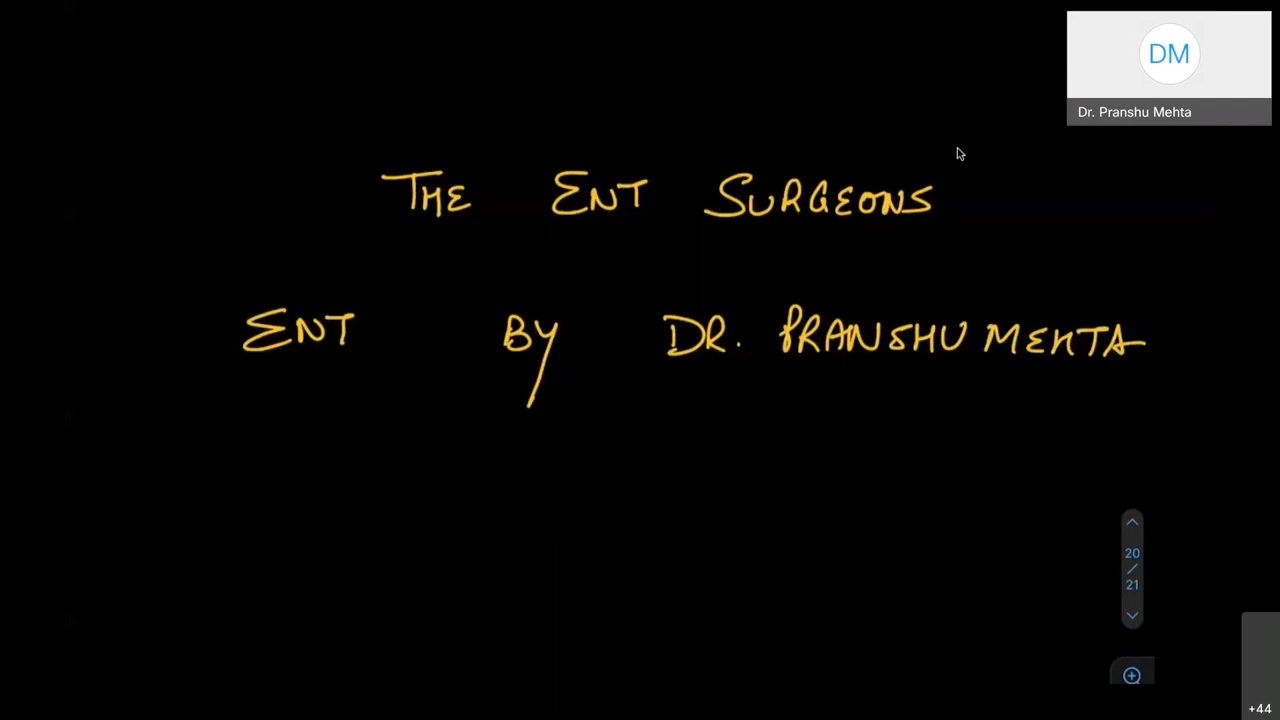 DM
Dr. Pranshu Mehta
THE ENT SURGEONS
ENT BY DR. PRANSHU MEHTA
20
/
21
+44